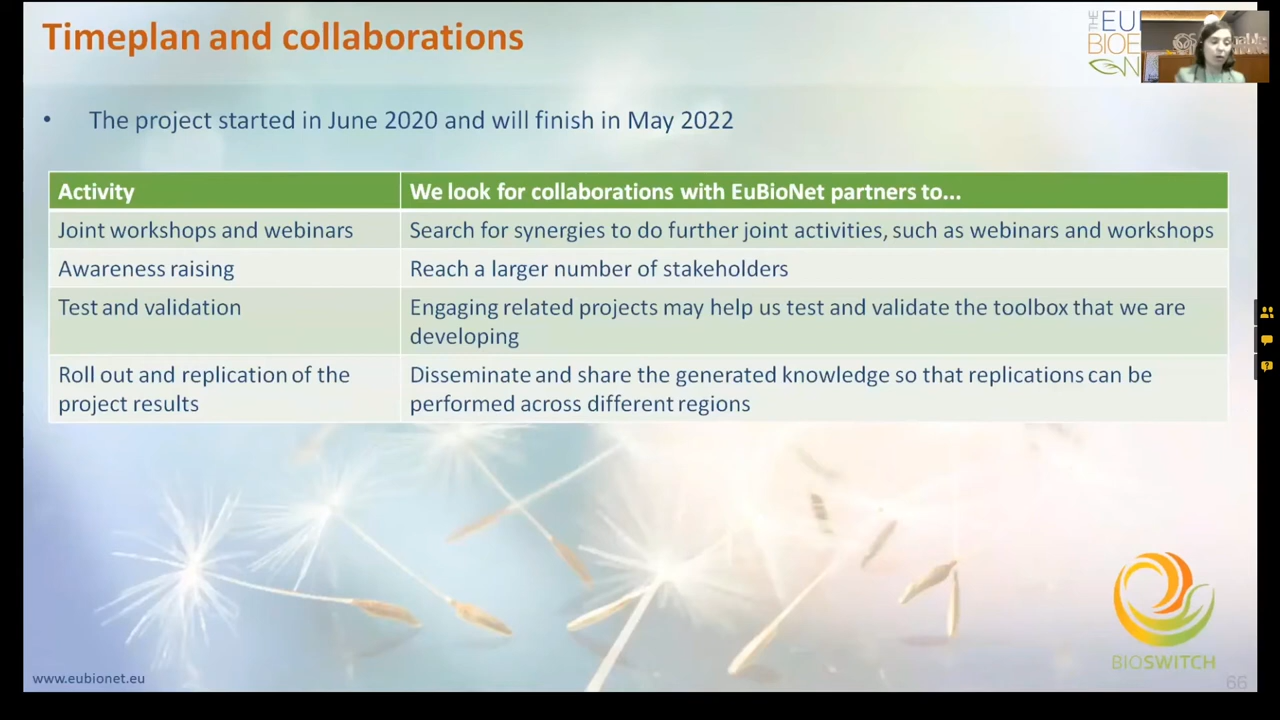 Timeplan and collaborations
THE EU
BIOE
N
• The project started in June 2020 and will finish in May 2022
Activity
We look for collaborations with EuBioNet partners to...
Joint workshops and webinars
Search for synergies to do further joint activities, such as webinars and workshops
Awareness raising
Reach a larger number of stakeholders
Test and validation
Engaging related projects may help us test and validate the toolbox that we are
developing
Roll out and replication of the
project results
Disseminate and share the generated knowledge so that replications can be
performed across different regions
BIOSWITCH
www.eubionet.eu
66